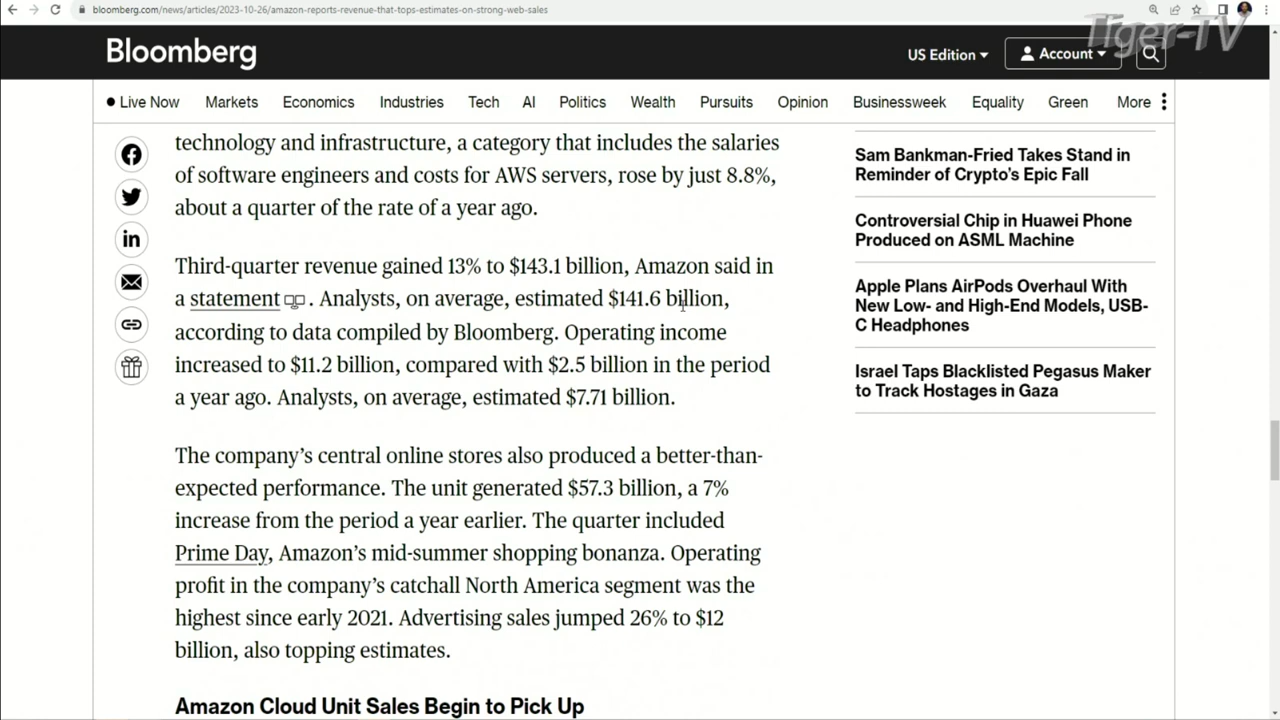 bloomberg.com/news/articles/2023-10-26/amazon-reports-revenue-that-tops-estimates-on-strong-web-sales
Tiger-TV
Bloomberg
US Edition
Account
Live Now
Markets
Economics
Industries
Tech
AI
Politics
Wealth
Pursuits
Opinion
Businessweek
Equality
Green
More
technology and infrastructure, a category that includes the salaries
of software engineers and costs for AWS servers, rose by just 8.8%,
about a quarter of the rate of a year ago.
Third-quarter revenue gained 13% to $143.1 billion, Amazon said in
a statement . Analysts, on average, estimated $141.6 billion,
according to data compiled by Bloomberg. Operating income
increased to $11.2 billion, compared with $2.5 billion in the period
a year ago. Analysts, on average, estimated $7.71 billion.
The company’s central online stores also produced a better-than-
expected performance. The unit generated $57.3 billion, a 7%
increase from the period a year earlier. The quarter included
Prime Day, Amazon’s mid-summer shopping bonanza. Operating
profit in the company’s catchall North America segment was the
highest since early 2021. Advertising sales jumped 26% to $12
billion, also topping estimates.
Amazon Cloud Unit Sales Begin to Pick Up
Sam Bankman-Fried Takes Stand in
Reminder of Crypto’s Epic Fall
Controversial Chip in Huawei Phone
Produced on ASML Machine
Apple Plans AirPods Overhaul With
New Low- and High-End Models, USB-
C Headphones
Israel Taps Blacklisted Pegasus Maker
to Track Hostages in Gaza